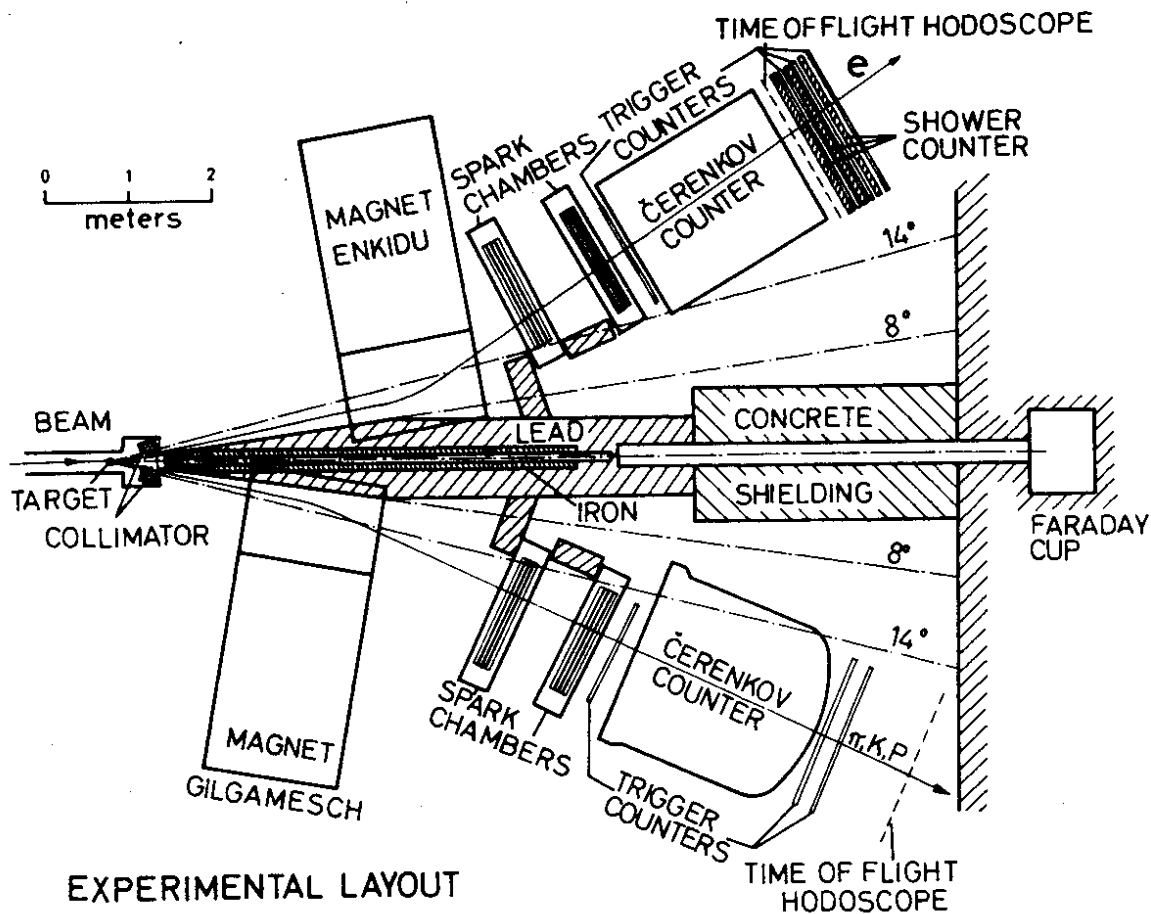 TIME OF FLIGHT HODOSCOPE
e
TRIGGER
COUNTERS
SHOWER
COUNTER
SPARK
CHAMBERS
ČERENKOV
COUNTER
0 1 2
meters
MAGNET
ENKIDU
14°
8°
BEAM
CONCRETE
LEAD
TARGET
IRON
SHIELDING
COLLIMATOR
FARADAY
CUP
8°
14°
ČERENKOV
COUNTER
SPARK
CHAMBERS
π,K,P
MAGNET
GILGAMESCH
TRIGGER
COUNTERS
TIME OF FLIGHT
HODOSCOPE
EXPERIMENTAL LAYOUT